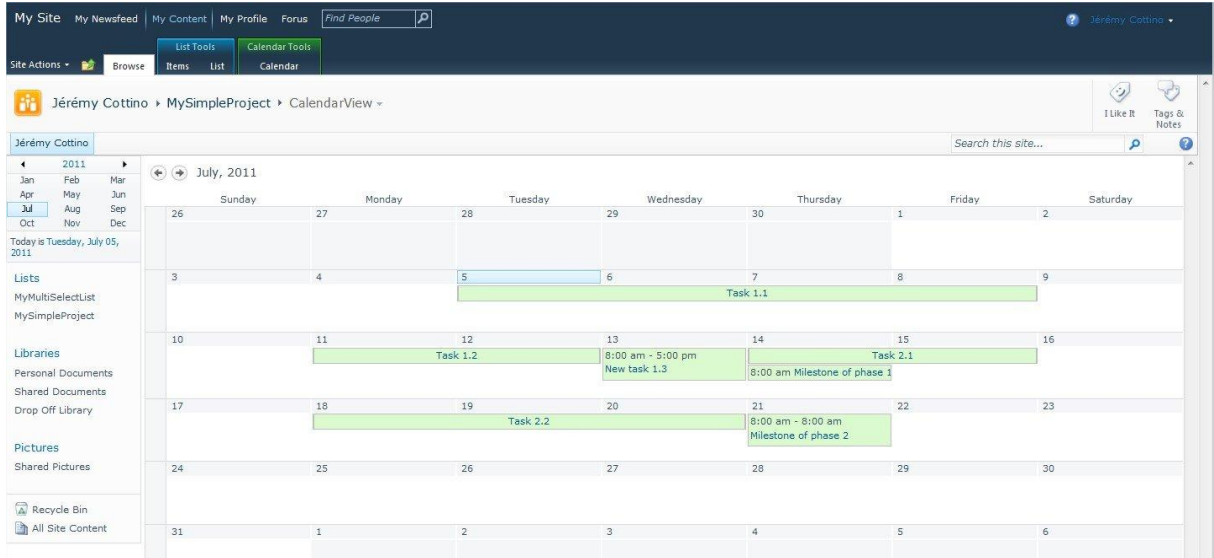 My Site My Newsfeed My Content My Profile Forus Find People Jérémy Cottino
List Tools Calendar Tools
Site Actions Browse Items List Calendar
Jérémy Cottino MySimpleProject CalendarView
I Like It Tags &
Notes
Jérémy Cottino Search this site...
2011
Jan Feb Mar
Apr May Jun
Jul Aug Sep
Oct Nov Dec
Today is Tuesday, July 05,
2011
Lists
MyMultiSelectList
MySimpleProject
Libraries
Personal Documents
Shared Documents
Drop Off Library
Pictures
Shared Pictures
Recycle Bin
All Site Content
July, 2011
Sunday Monday Tuesday Wednesday Thursday Friday Saturday
26 27 28 29 30 1 2
3 4 5 6 7 8 9
Task 1.1
10 11 12 13 14 15 16
Task 1.2 8:00 am - 5:00 pm Task 2.1
New task 1.3 8:00 am Milestone of phase 1
17 18 19 20 21 22 23
Task 2.2 8:00 am - 8:00 am
Milestone of phase 2
24 25 26 27 28 29 30
31 1 2 3 4 5 6